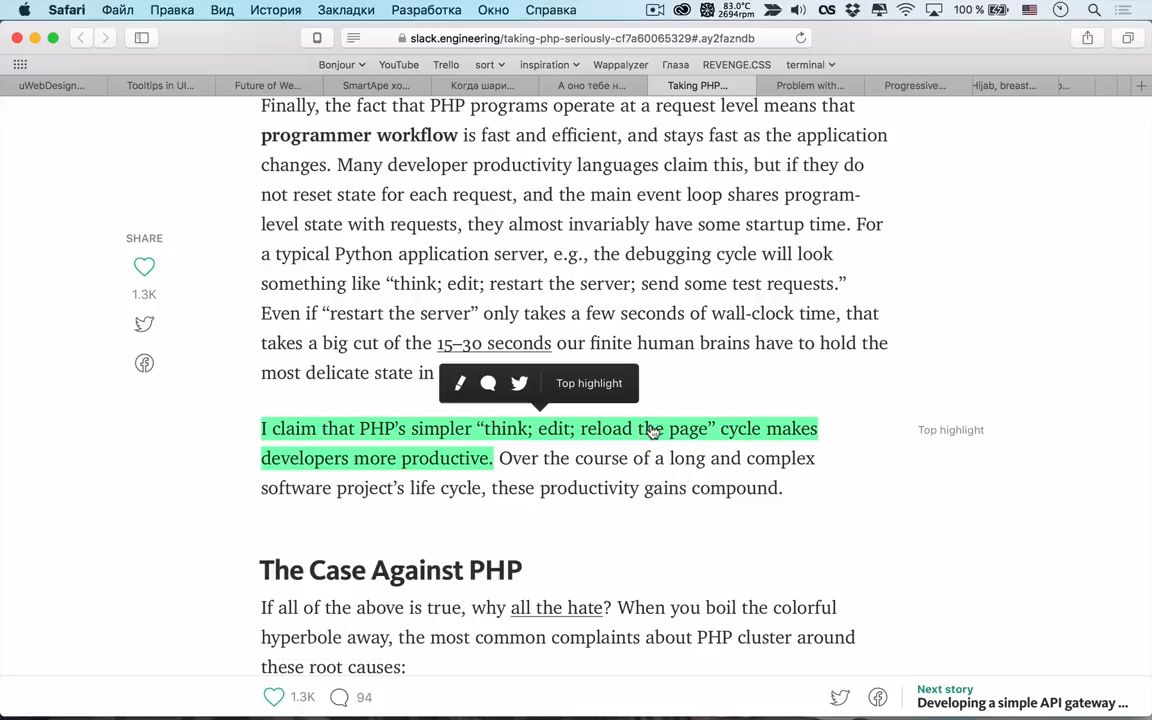 Safari Файл Правка Вид История Закладки Разработка Окно Справка 83.0°C 2694rpm 100 %
slack.engineering/taking-php-seriously-cf7a60065329#.ay2fazndb
Bonjour YouTube Trello sort inspiration Wappalyzer Глаза REVENGE.CSS terminal
uWebDesign... Tooltips in UI... Future of We... SmartApe хо... Когда шари... А оно тебе н... Taking PHP... Problem with... Progressive... Hijab, breast...
Finally, the fact that PHP programs operate at a request level means that
programmer workflow is fast and efficient, and stays fast as the application
changes. Many developer productivity languages claim this, but if they do
not reset state for each request, and the main event loop shares program-
level state with requests, they almost invariably have some startup time. For
a typical Python application server, e.g., the debugging cycle will look
something like “think; edit; restart the server; send some test requests.”
Even if “restart the server” only takes a few seconds of wall-clock time, that
takes a big cut of the 15–30 seconds our finite human brains have to hold the
most delicate state in
SHARE
1.3K
Top highlight
I claim that PHP’s simpler “think; edit; reload the page” cycle makes
developers more productive. Over the course of a long and complex
software project’s life cycle, these productivity gains compound.
Top highlight
The Case Against PHP
If all of the above is true, why all the hate? When you boil the colorful
hyperbole away, the most common complaints about PHP cluster around
these root causes:
1.3K 94
Next story
Developing a simple API gateway ...